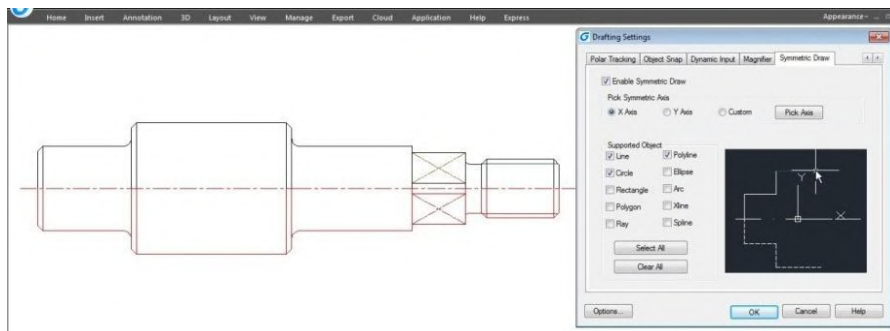 Home Insert Annotation 3D Layout View Manage Export Cloud Application Help Express Appearance
Drafting Settings
Polar Tracking Object Snap Dynamic Input Magnifier Symmetric Draw
Enable Symmetric Draw
Pick Symmetric Axis
X Axis Y Axis Custom Pick Axis
Supported Object
Line Polyline
Circle Ellipse
Rectangle Arc
Polygon Xline
Ray Spline
Select All
Clear All
Y
X
Options... OK Cancel Help